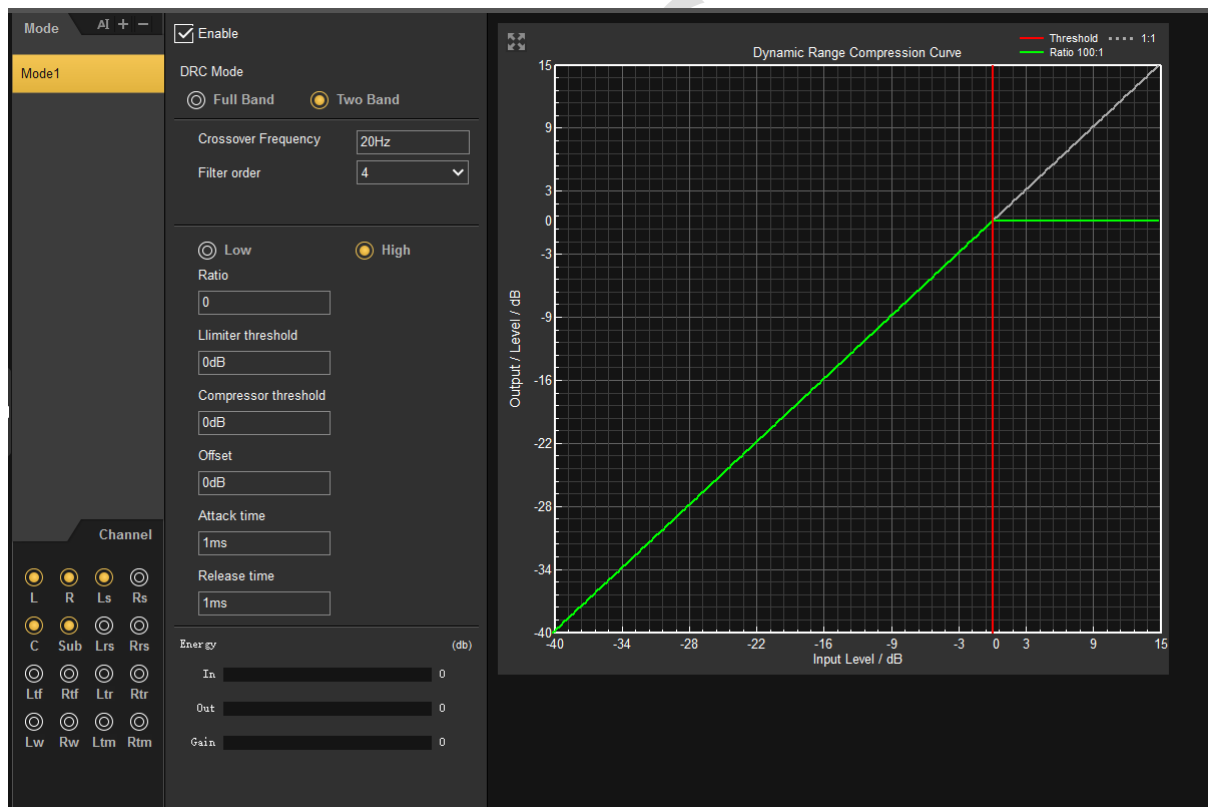 Mode AI + −
Mode1
Enable
DRC Mode
Full Band Two Band
Crossover Frequency 20Hz
Filter order 4
Low High
Ratio
0
Llimiter threshold
0dB
Compressor threshold
0dB
Offset
0dB
Attack time
1ms
Release time
1ms
Energy (db)
In 0
Out 0
Gain 0
Channel
L R Ls Rs
C Sub Lrs Rrs
Ltf Rtf Ltr Rtr
Lw Rw Ltm Rtm
Threshold 1:1
Ratio 100:1
Dynamic Range Compression Curve
Output / Level / dB
15
9
3
0
-3
-9
-16
-22
-28
-34
-40
-40 -34 -28 -22 -16 -9 -3 0 3 9 15
Input Level / dB